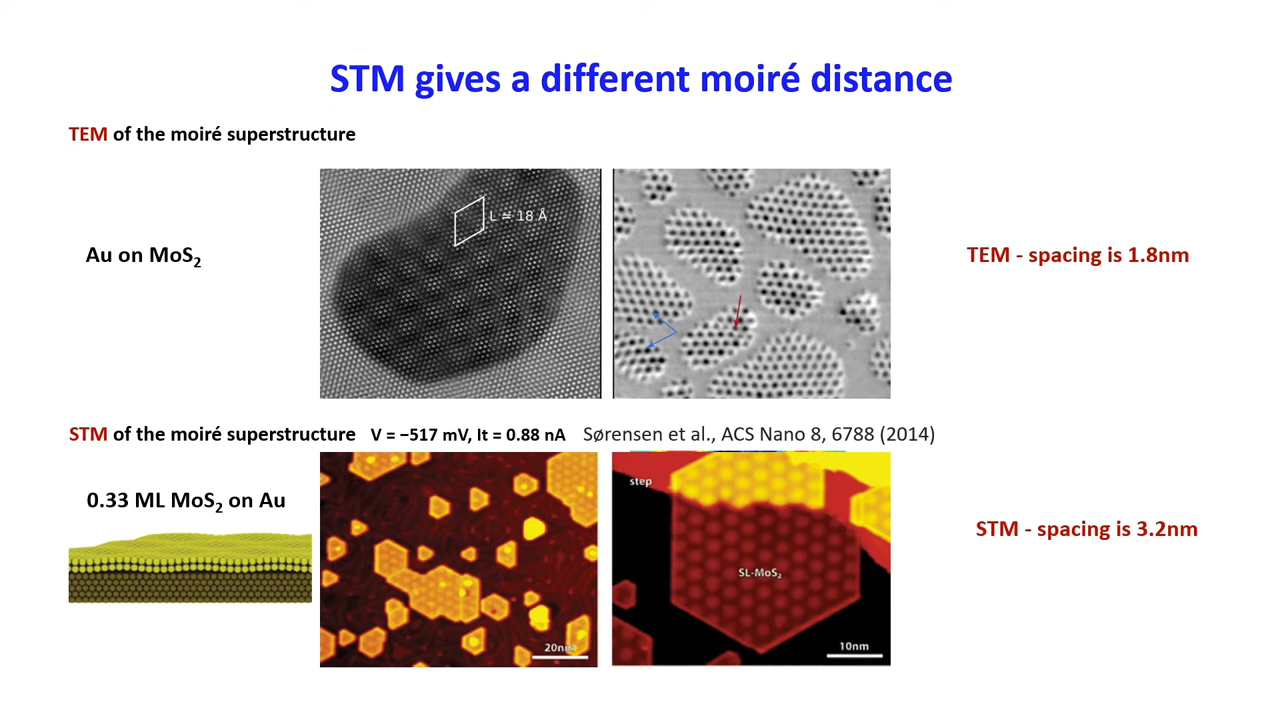 STM gives a different moiré distance
TEM of the moiré superstructure
L = 18 Å
Au on MoS₂
TEM - spacing is 1.8nm
STM of the moiré superstructure V = −517 mV, It = 0.88 nA Sørensen et al., ACS Nano 8, 6788 (2014)
step
0.33 ML MoS₂ on Au
STM - spacing is 3.2nm
SL-MoS₂
20nm
10nm